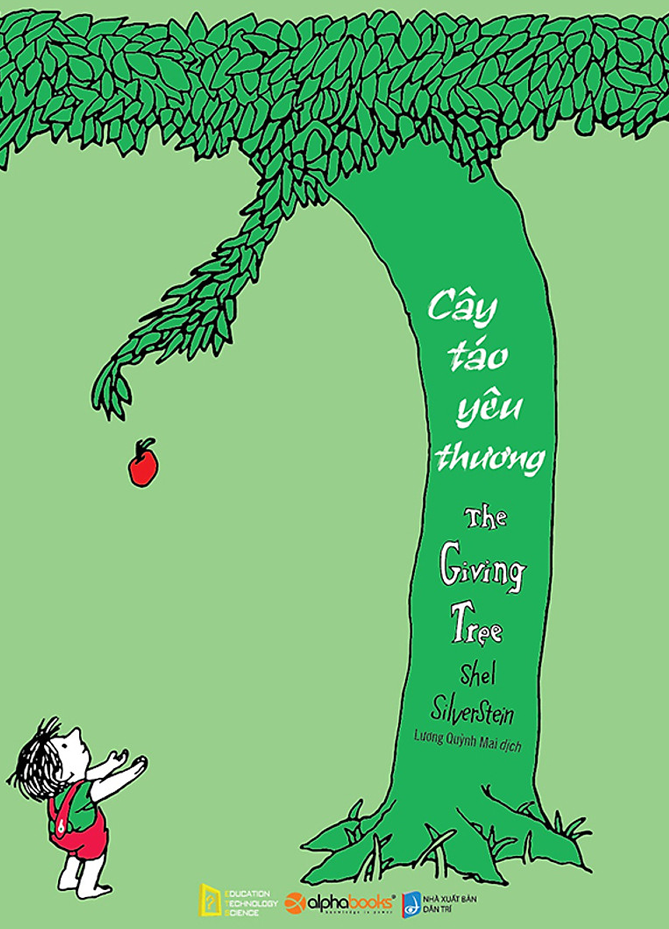 Cây
táo
yêu
thương
The
Giving
Tree
Shel
Silverstein
Lương Quỳnh Mai dịch
EDUCATION
TECHNOLOGY
SCIENCE
alphabooks®
knowledge is power
NHÀ XUẤT BẢN
DÂN TRÍ